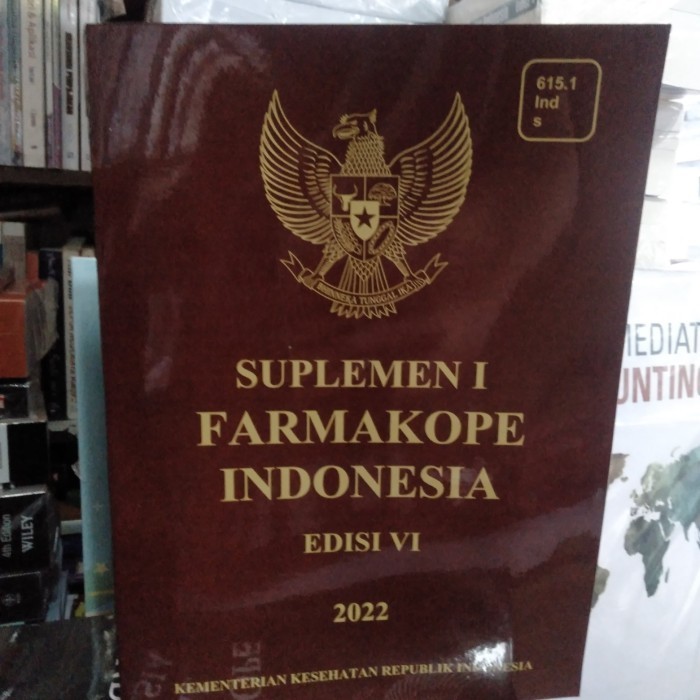 615.1
Ind
s
BHINNEKA TUNGGAL IKA
SUPLEMEN I
FARMAKOPE
INDONESIA
EDISI VI
2022
KEMENTERIAN KESEHATAN REPUBLIK INDONESIA
4th Edition
WILEY
MEDIAT
UNTING